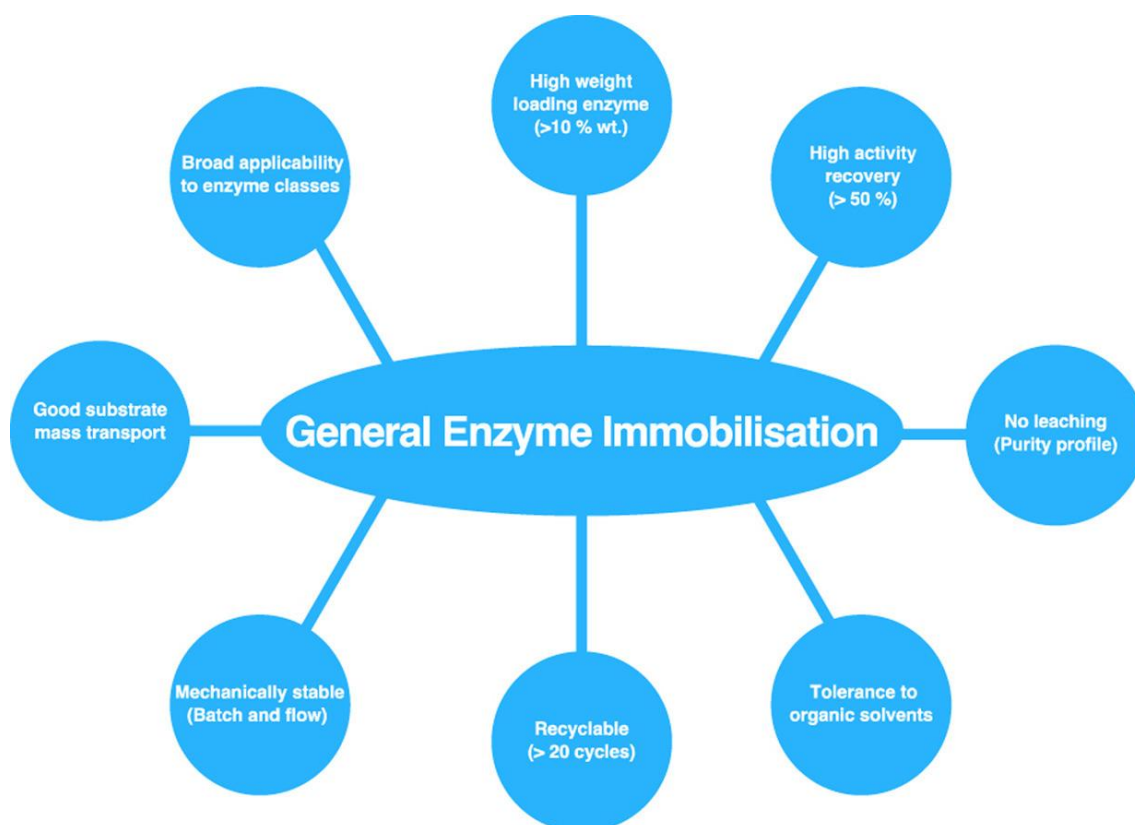 High weight
loading enzyme
(>10 % wt.)
Broad applicability
to enzyme classes
High activity
recovery
(> 50 %)
Good substrate
mass transport
General Enzyme Immobilisation
No leaching
(Purity profile)
Mechanically stable
(Batch and flow)
Recyclable
(> 20 cycles)
Tolerance to
organic solvents